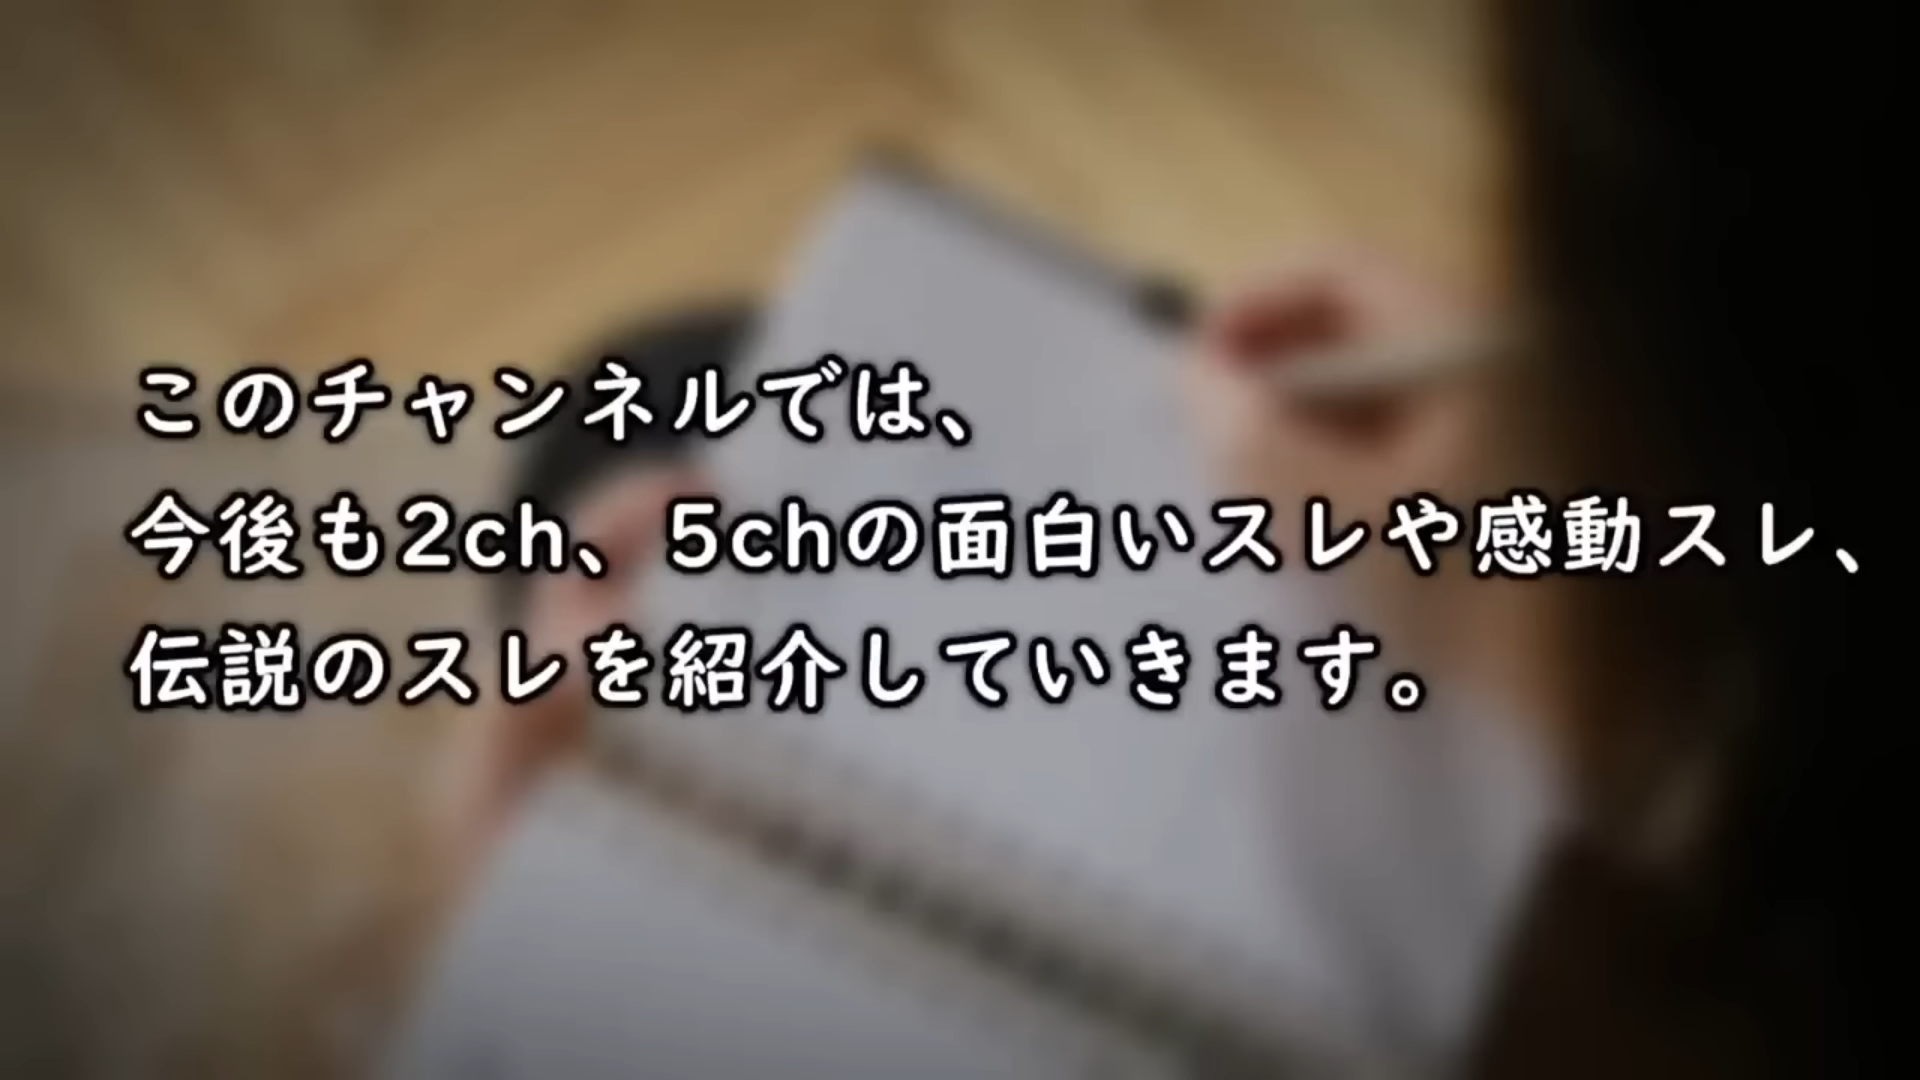 このチャンネルでは、
今後も2ch、5chの面白いスレや感動スレ、
伝説のスレを紹介していきます。